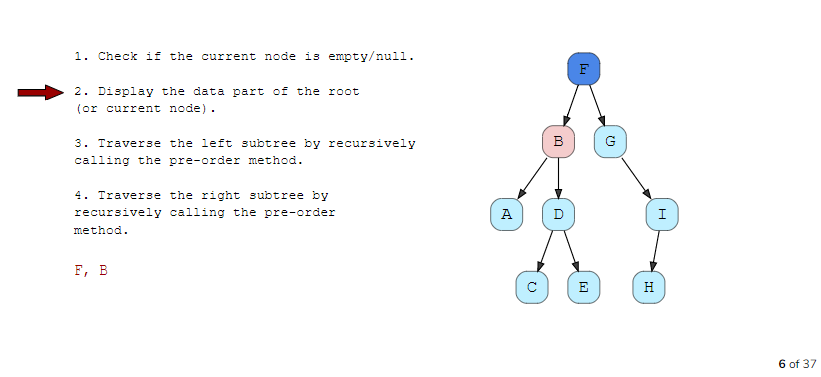 1. Check if the current node is empty/null.
2. Display the data part of the root
(or current node).
3. Traverse the left subtree by recursively
calling the pre-order method.
4. Traverse the right subtree by
recursively calling the pre-order
method.
F, B
F
B
G
A
D
I
C
E
H
6 of 37